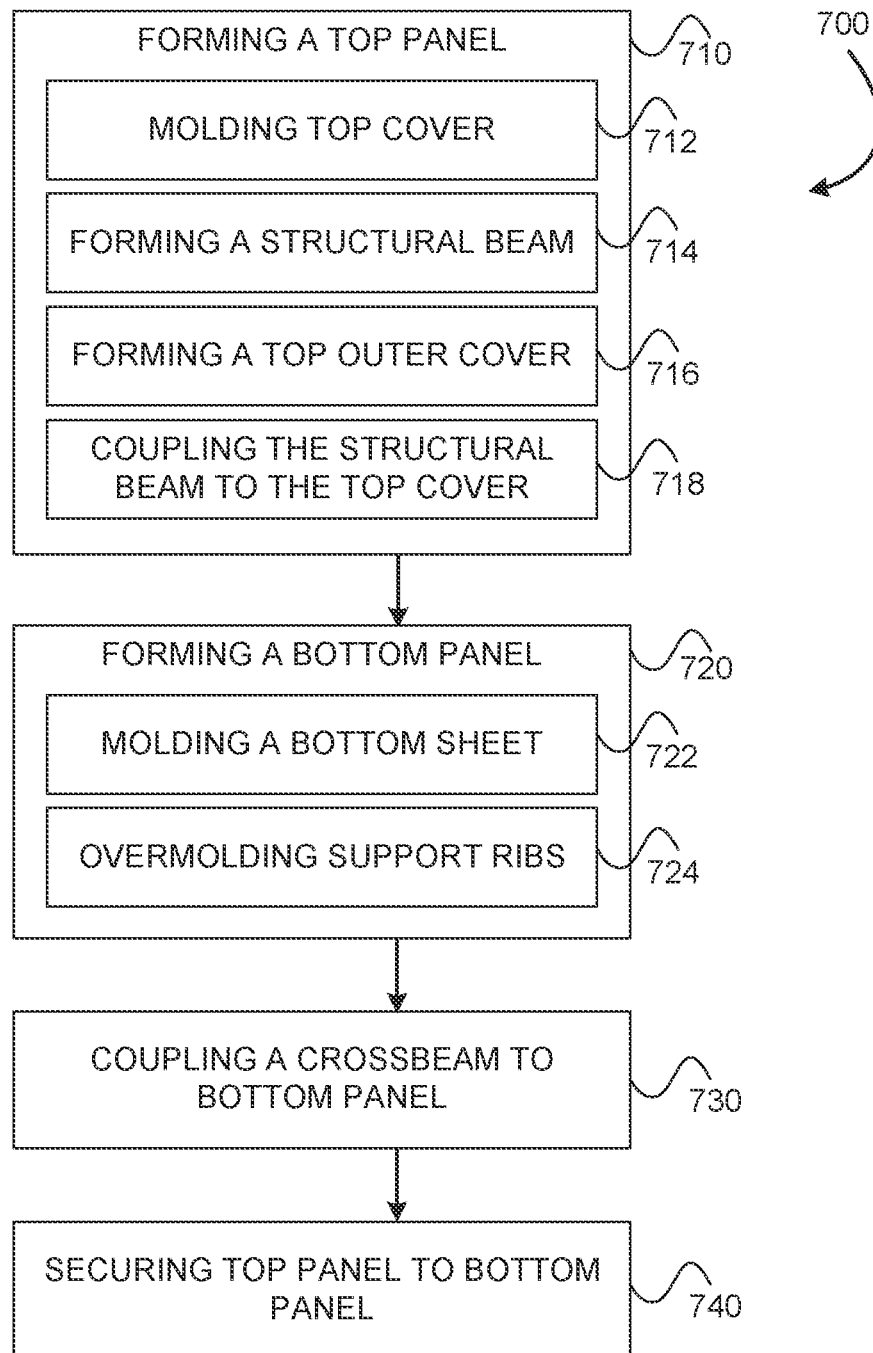 FORMING A TOP PANEL
710
700
MOLDING TOP COVER
712
FORMING A STRUCTURAL BEAM
714
FORMING A TOP OUTER COVER
716
COUPLING THE STRUCTURAL
BEAM TO THE TOP COVER
718
FORMING A BOTTOM PANEL
720
MOLDING A BOTTOM SHEET
722
OVERMOLDING SUPPORT RIBS
724
COUPLING A CROSSBEAM TO
BOTTOM PANEL
730
SECURING TOP PANEL TO BOTTOM
PANEL
740